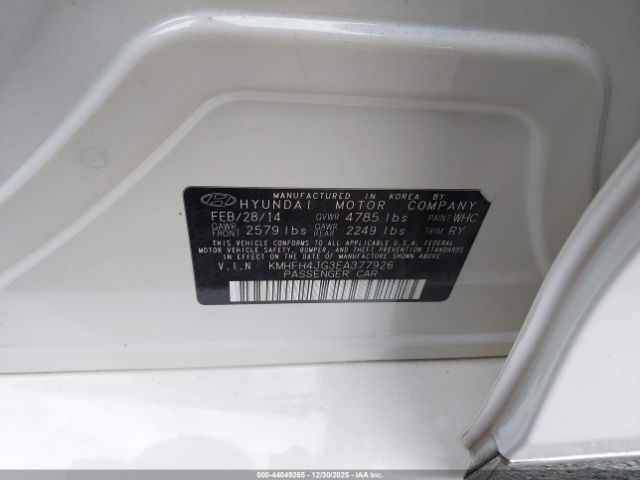 MANUFACTURED IN KOREA BY
HYUNDAI MOTOR COMPANY
FEB/28/14 GVWR 4785 lbs PAINT WHC
GAWR FRONT 2579 lbs GAWR REAR 2249 lbs TRIM RY
THIS VEHICLE CONFORMS TO ALL APPLICABLE U.S.A. FEDERAL
MOTOR VEHICLE SAFETY, BUMPER, AND THEFT PREVENTION STANDARDS
IN EFFECT ON THE DATE OF MANUFACTURE SHOWN ABOVE.
V.I.N KMHFH4JG3EA377926
PASSENGER CAR
000-44049265 - 12/30/2025 - IAA Inc.